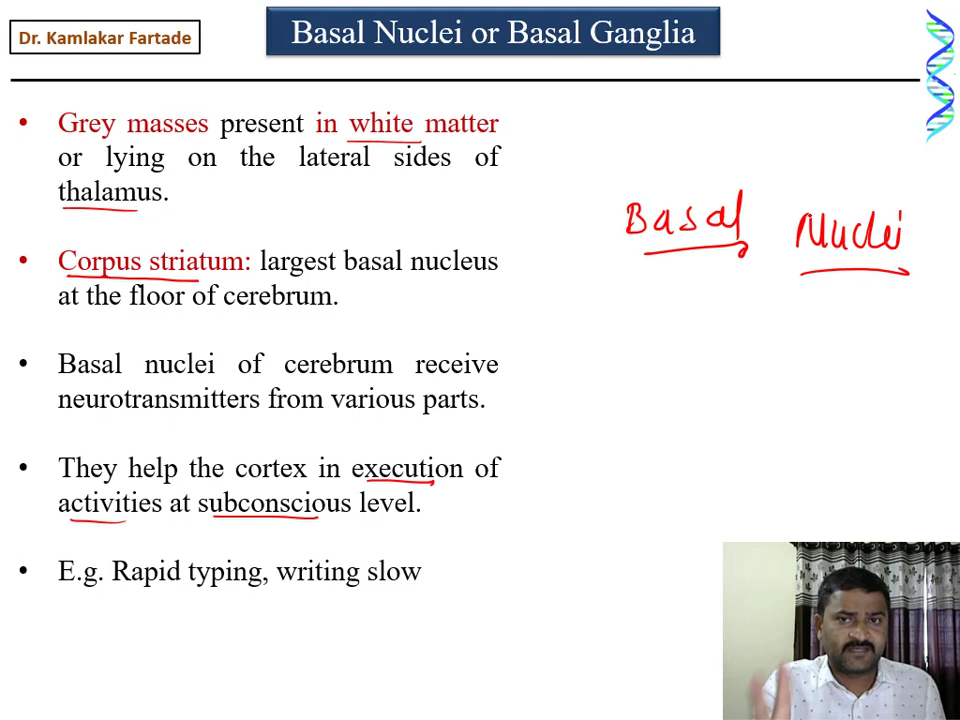 Dr. Kamlakar Fartade
Basal Nuclei or Basal Ganglia
• Grey masses present in white matter
or lying on the lateral sides of
thalamus.
• Corpus striatum: largest basal nucleus
at the floor of cerebrum.
• Basal nuclei of cerebrum receive
neurotransmitters from various parts.
• They help the cortex in execution of
activities at subconscious level.
• E.g. Rapid typing, writing slow
Basal Nuclei